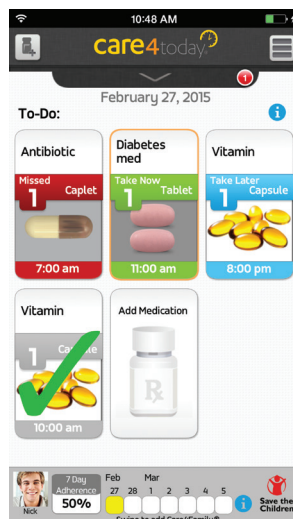 10:48 AM
care4today
1
February 27, 2015
To-Do:
Antibiotic
Missed
1
Caplet
7:00 am
Diabetes
med
Take Now
1
Tablet
11:00 am
Vitamin
Take Later
1
Capsule
8:00 pm
Vitamin
1
10:00 am
Add Medication
Rx
Nick
7 Day
Adherence
50%
Feb Mar
27 28 1 2 3 4 5
Save the
Children